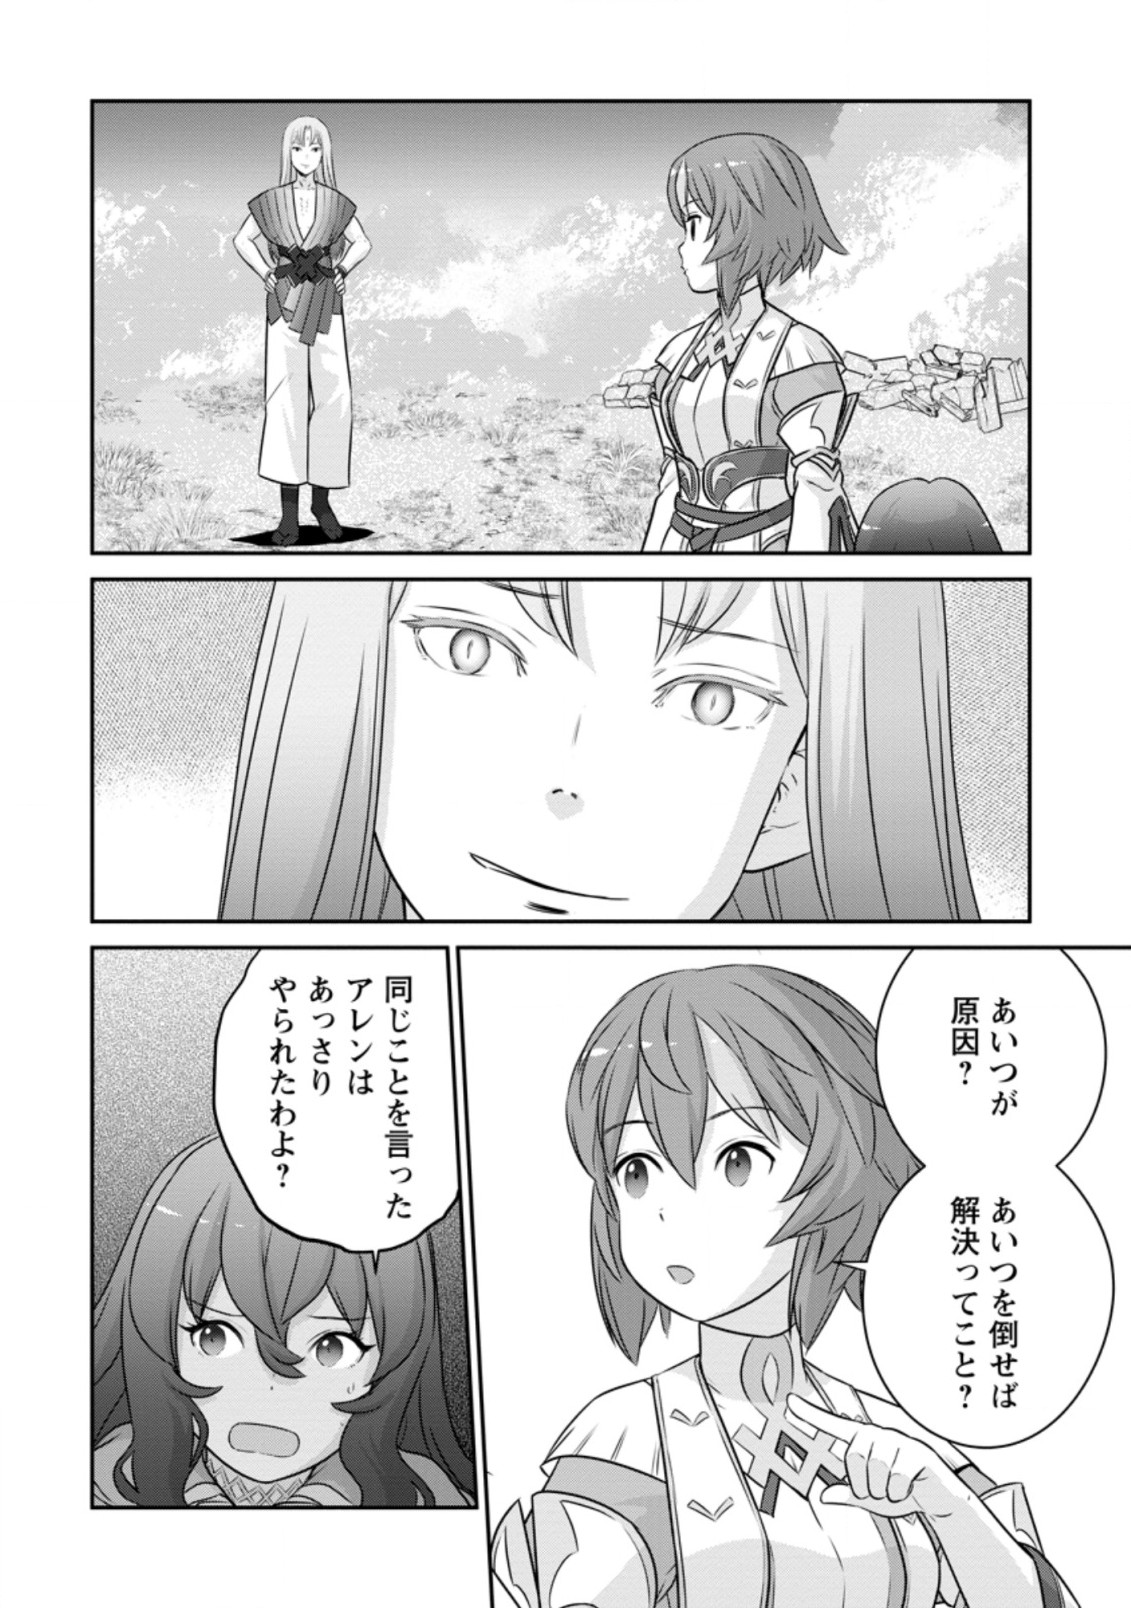 あいつが
原因？
あいつを倒せば
解決ってこと？
同じことを言った
アレンは
あっさり
やられたわよ？